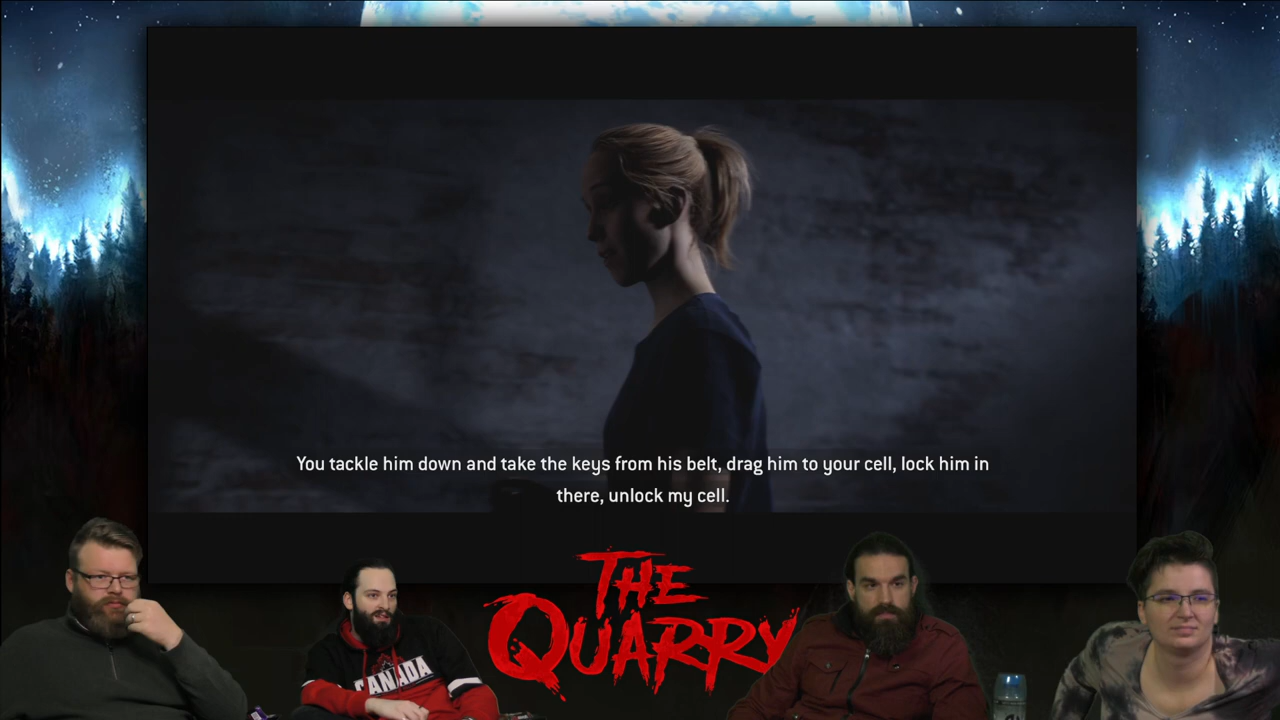 You tackle him down and take the keys from his belt, drag him to your cell, lock him in
there, unlock my cell.
THE
QUARRY
CANADA